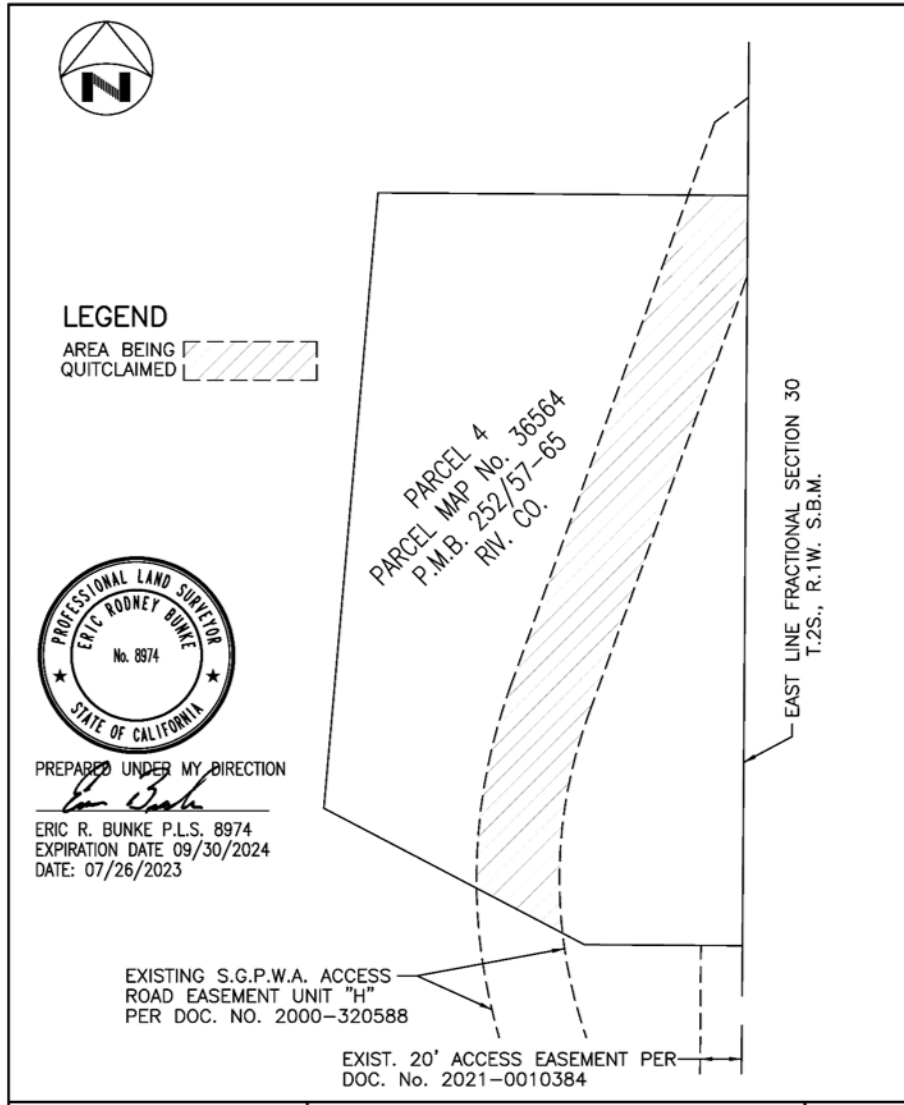 N
LEGEND
AREA BEING
QUITCLAIMED
PARCEL 4
PARCEL MAP No. 36564
P.M.B. 252/57-65
RIV. CO.
EAST LINE FRACTIONAL SECTION 30
T.2S., R.1W. S.B.M.
PROFESSIONAL LAND SURVEYOR
ERIC RODNEY BUNKE
No. 8974
STATE OF CALIFORNIA
PREPARED UNDER MY DIRECTION
ERIC R. BUNKE P.L.S. 8974
EXPIRATION DATE 09/30/2024
DATE: 07/26/2023
EXISTING S.G.P.W.A. ACCESS
ROAD EASEMENT UNIT "H"
PER DOC. NO. 2000-320588
EXIST. 20' ACCESS EASEMENT PER
DOC. No. 2021-0010384